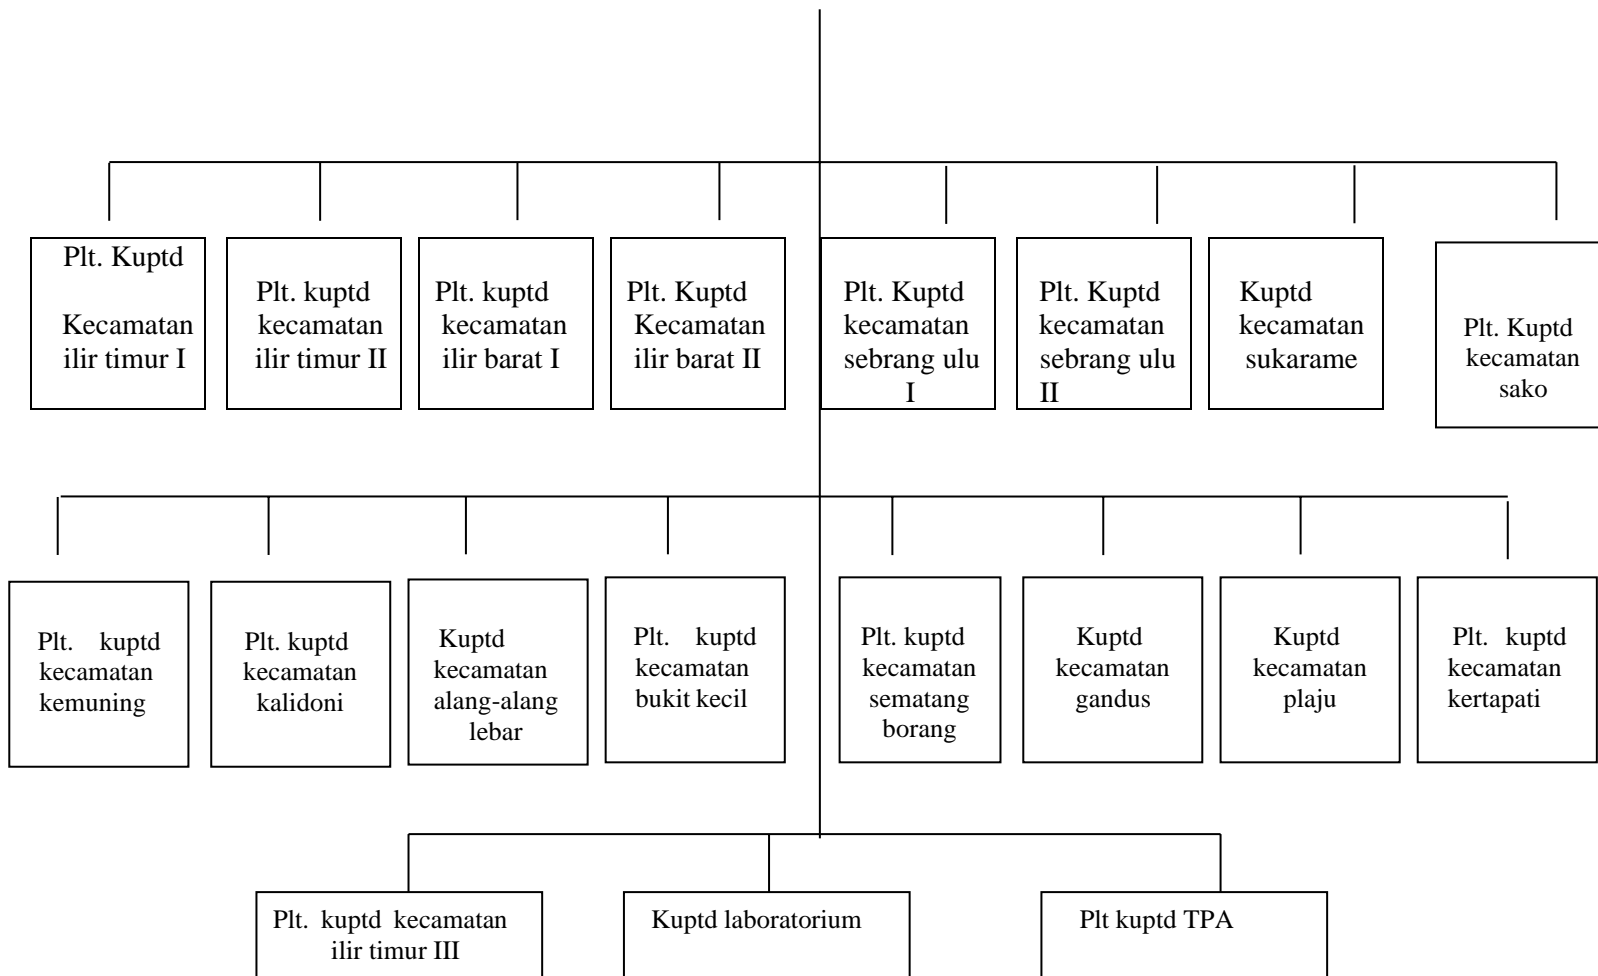 Plt. Kuptd
Kecamatan
ilir timur I
Plt. kuptd
kecamatan
ilir timur II
Plt. kuptd
kecamatan
ilir barat I
Plt. Kuptd
Kecamatan
ilir barat II
Plt. Kuptd
kecamatan
sebrang ulu
I
Plt. Kuptd
kecamatan
sebrang ulu
II
Kuptd
kecamatan
sukarame
Plt. Kuptd
kecamatan
sako
Plt. kuptd
kecamatan
kemuning
Plt. kuptd
kecamatan
kalidoni
Kuptd
kecamatan
alang-alang
lebar
Plt. kuptd
kecamatan
bukit kecil
Plt. kuptd
kecamatan
sematang
borang
Kuptd
kecamatan
gandus
Kuptd
kecamatan
plaju
Plt. kuptd
kecamatan
kertapati
Plt. kuptd kecamatan
ilir timur III
Kuptd laboratorium
Plt kuptd TPA